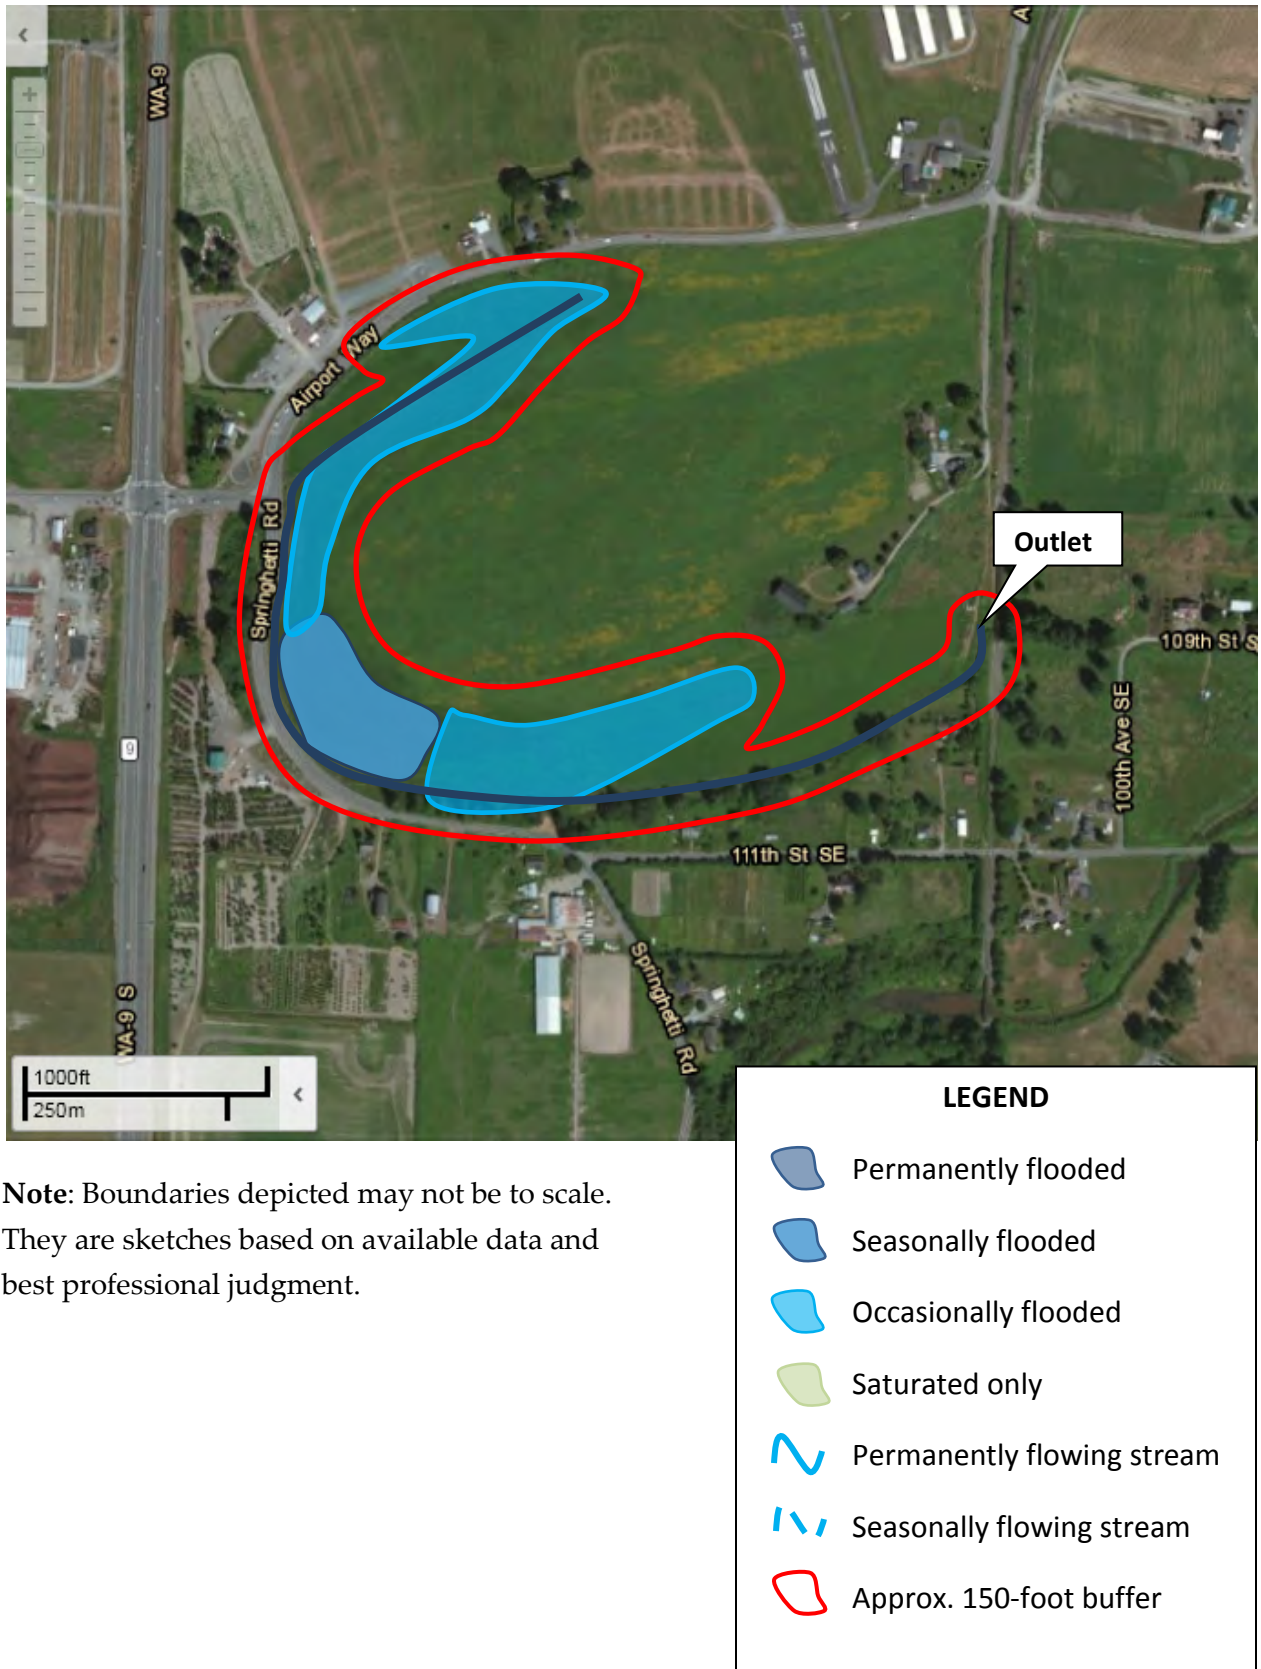 WA-9
A
Airport Way
Springhetti Rd
Outlet
109th St S
100th Ave SE
9
111th St SE
Springhetti Rd
WA-9 S
1000ft
250m
LEGEND
Permanently flooded
Seasonally flooded
Occasionally flooded
Saturated only
Permanently flowing stream
Seasonally flowing stream
Approx. 150-foot buffer
Note: Boundaries depicted may not be to scale.
They are sketches based on available data and
best professional judgment.